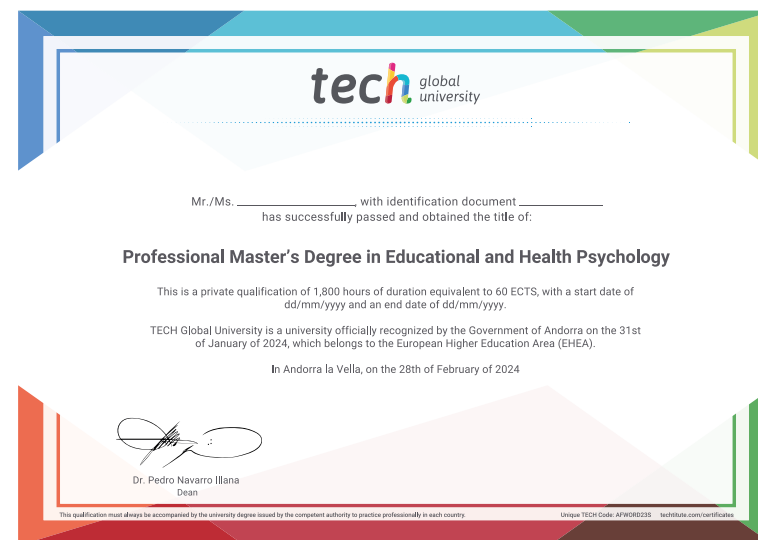 tech global
university
Mr./Ms. ____________, with identification document ____________
has successfully passed and obtained the title of:
Professional Master’s Degree in Educational and Health Psychology
This is a private qualification of 1,800 hours of duration equivalent to 60 ECTS, with a start date of
dd/mm/yyyy and an end date of dd/mm/yyyy.
TECH Global University is a university officially recognized by the Government of Andorra on the 31st
of January of 2024, which belongs to the European Higher Education Area (EHEA).
In Andorra la Vella, on the 28th of February of 2024
Dr. Pedro Navarro Illana
Dean
This qualification must always be accompanied by the university degree issued by the competent authority to practice professionally in each country. Unique TECH Code: AFWORD23S techtitute.com/certificates